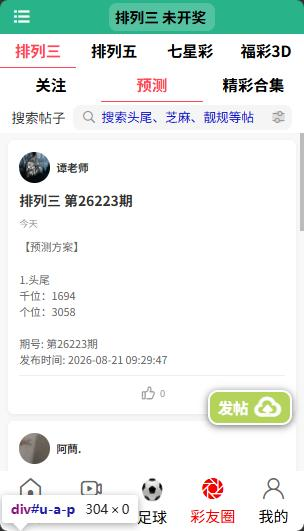 排列三 未开奖
排列三
排列五
七星彩
福彩3D
关注
预测
精彩合集
搜索帖子
搜索头尾、芝麻、靓规等帖
谭老师
排列三 第26223期
今天
【预测方案】
1.头尾
千位：1694
个位：3058
期号: 第26223期
发布时间: 2026-08-21 09:29:47
0
发帖
阿蕳.
足球
彩友圈
我的
div#u-a-p 304 × 0